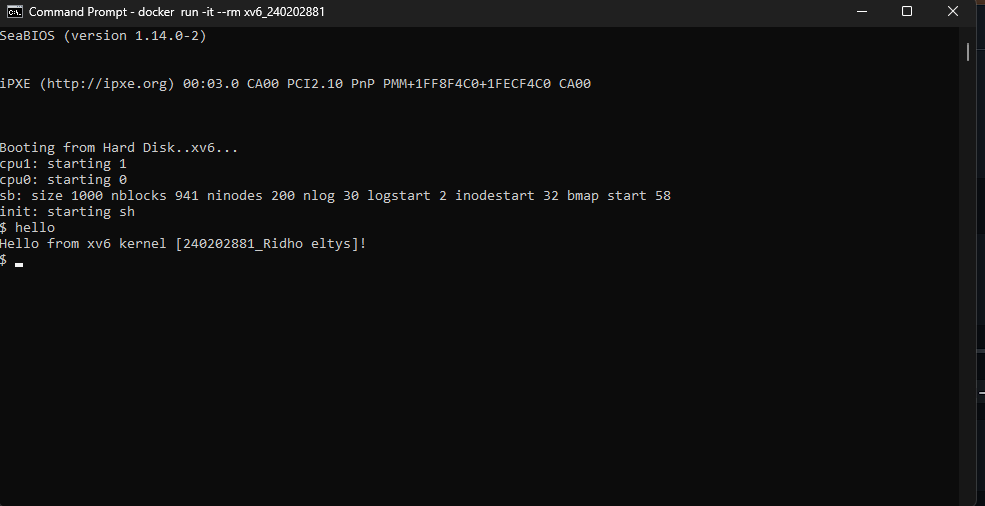 Command Prompt - docker run -it --rm xv6_240202881
SeaBIOS (version 1.14.0-2)
iPXE (http://ipxe.org) 00:03.0 CA00 PCI2.10 PnP PMM+1FF8F4C0+1FECF4C0 CA00
Booting from Hard Disk..xv6...
cpu1: starting 1
cpu0: starting 0
sb: size 1000 nblocks 941 ninodes 200 nlog 30 logstart 2 inodestart 32 bmap start 58
init: starting sh
$ hello
Hello from xv6 kernel [240202881_Ridho eltys]!
$